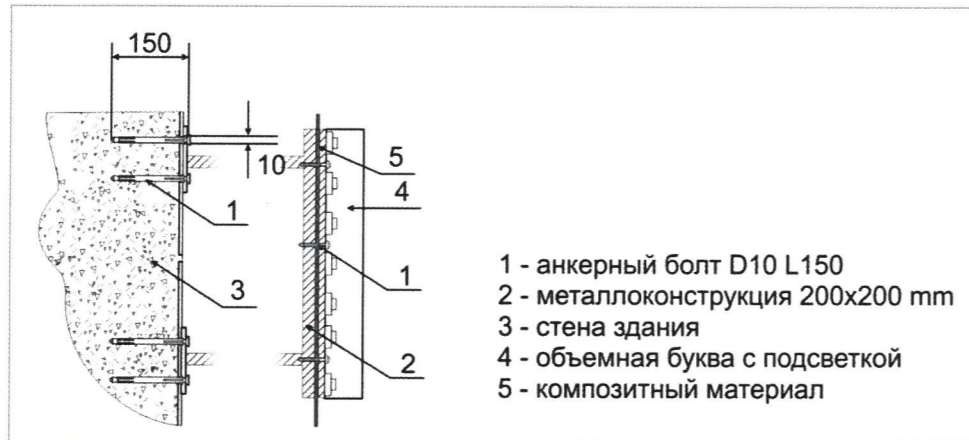 150
10
5
4
1
1
3
2
1 - анкерный болт D10 L150
2 - металлоконструкция 200x200 mm
3 - стена здания
4 - объемная буква с подсветкой
5 - композитный материал